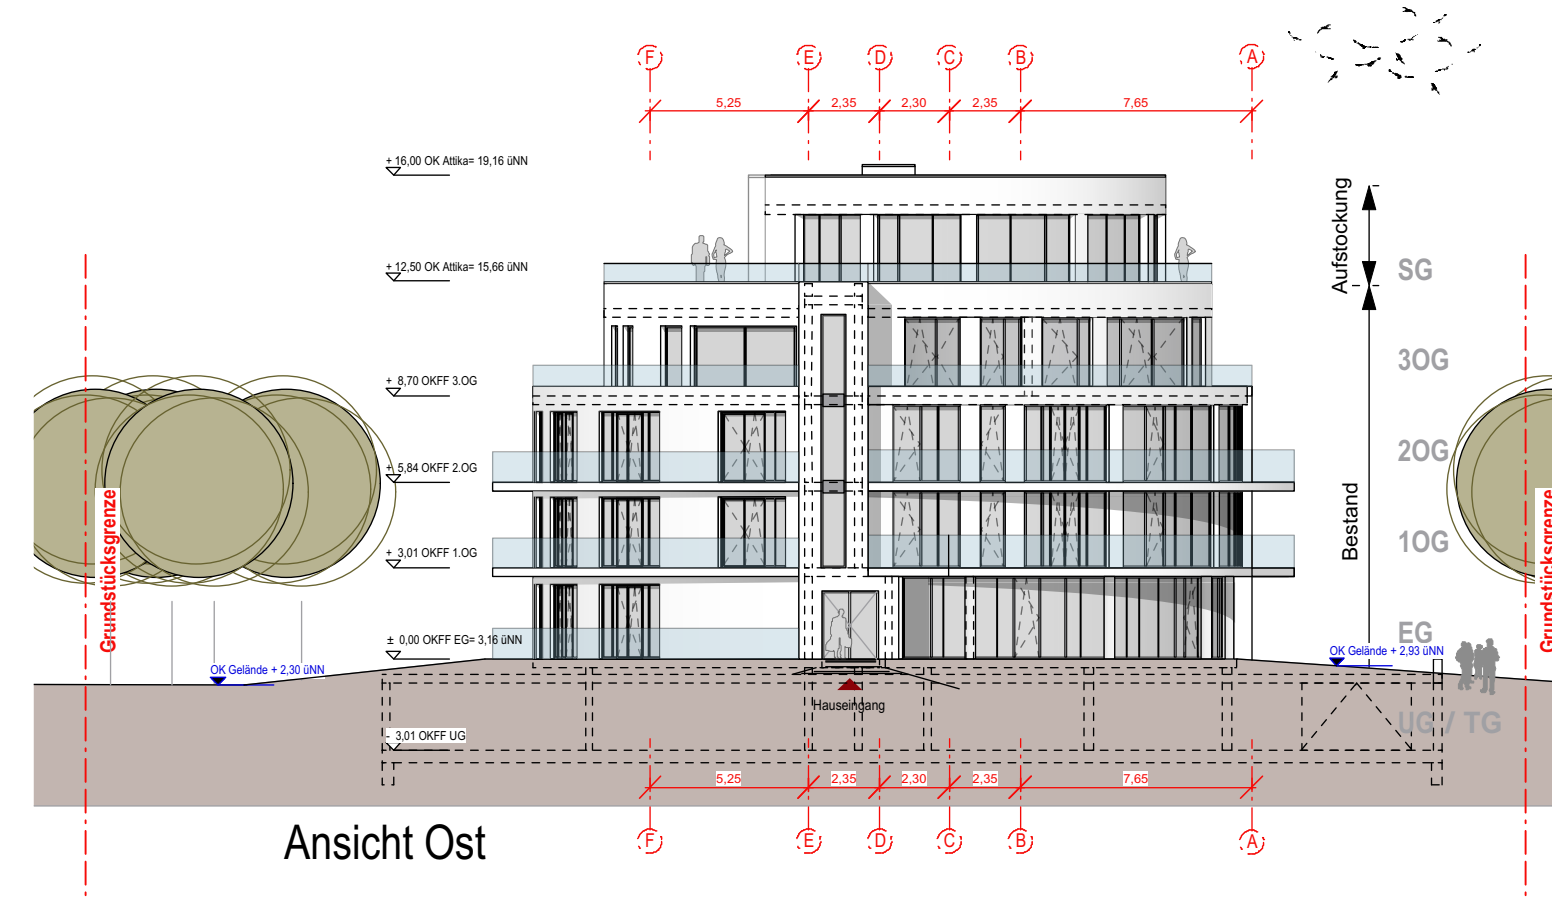 F E D C B A
5,25 2,35 2,30 2,35 7,65
+ 16,00 OK Attika= 19,16 üNN
Aufstockung
+ 12,50 OK Attika= 15,66 üNN
SG
3OG
+ 8,70 OKFF 3.OG
2OG
+ 5,84 OKFF 2.OG
Bestand
Grundstücksgrenze
Grundstücksgrenze
1OG
+ 3,01 OKFF 1.OG
EG
± 0,00 OKFF EG= 3,16 üNN
OK Gelände + 2,93 üNN
OK Gelände + 2,30 üNN
Hauseingang
UG / TG
- 3,01 OKFF UG
5,25 2,35 2,30 2,35 7,65
F E D C B A
Ansicht Ost